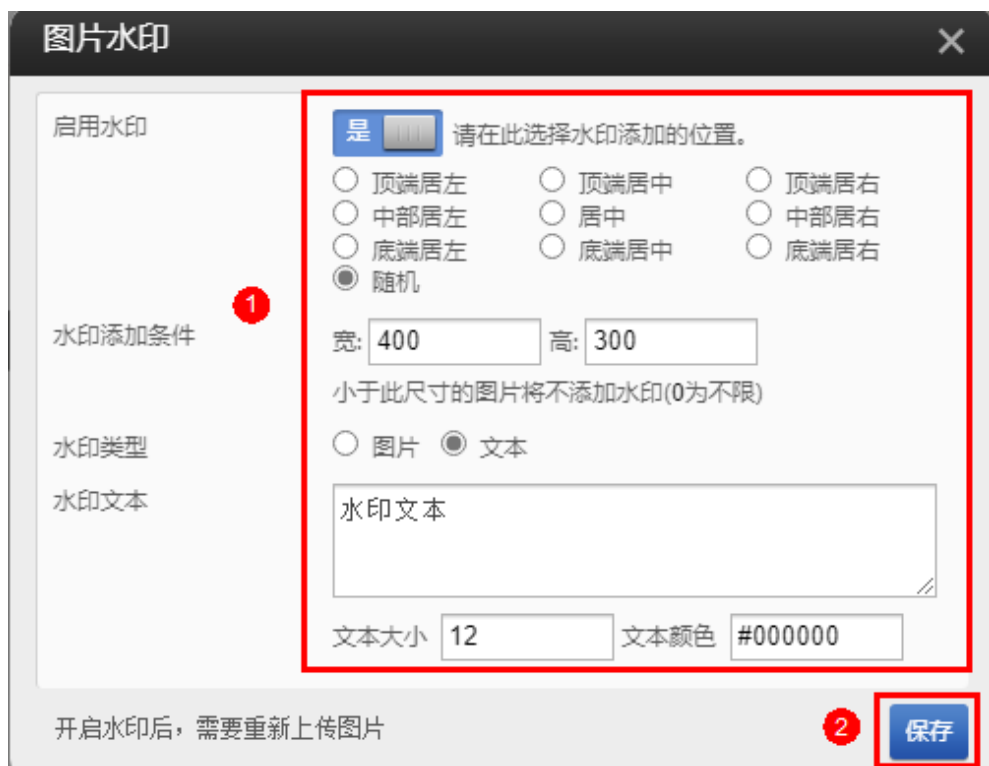 图片水印
启用水印
是 请在此选择水印添加的位置。
顶端居左 顶端居中 顶端居右
中部居左 居中 中部居右
底端居左 底端居中 底端居右
随机
1
水印添加条件 宽: 400 高: 300
小于此尺寸的图片将不添加水印(0为不限)
水印类型 图片 文本
水印文本 水印文本
文本大小 12 文本颜色 #000000
开启水印后，需要重新上传图片 2 保存